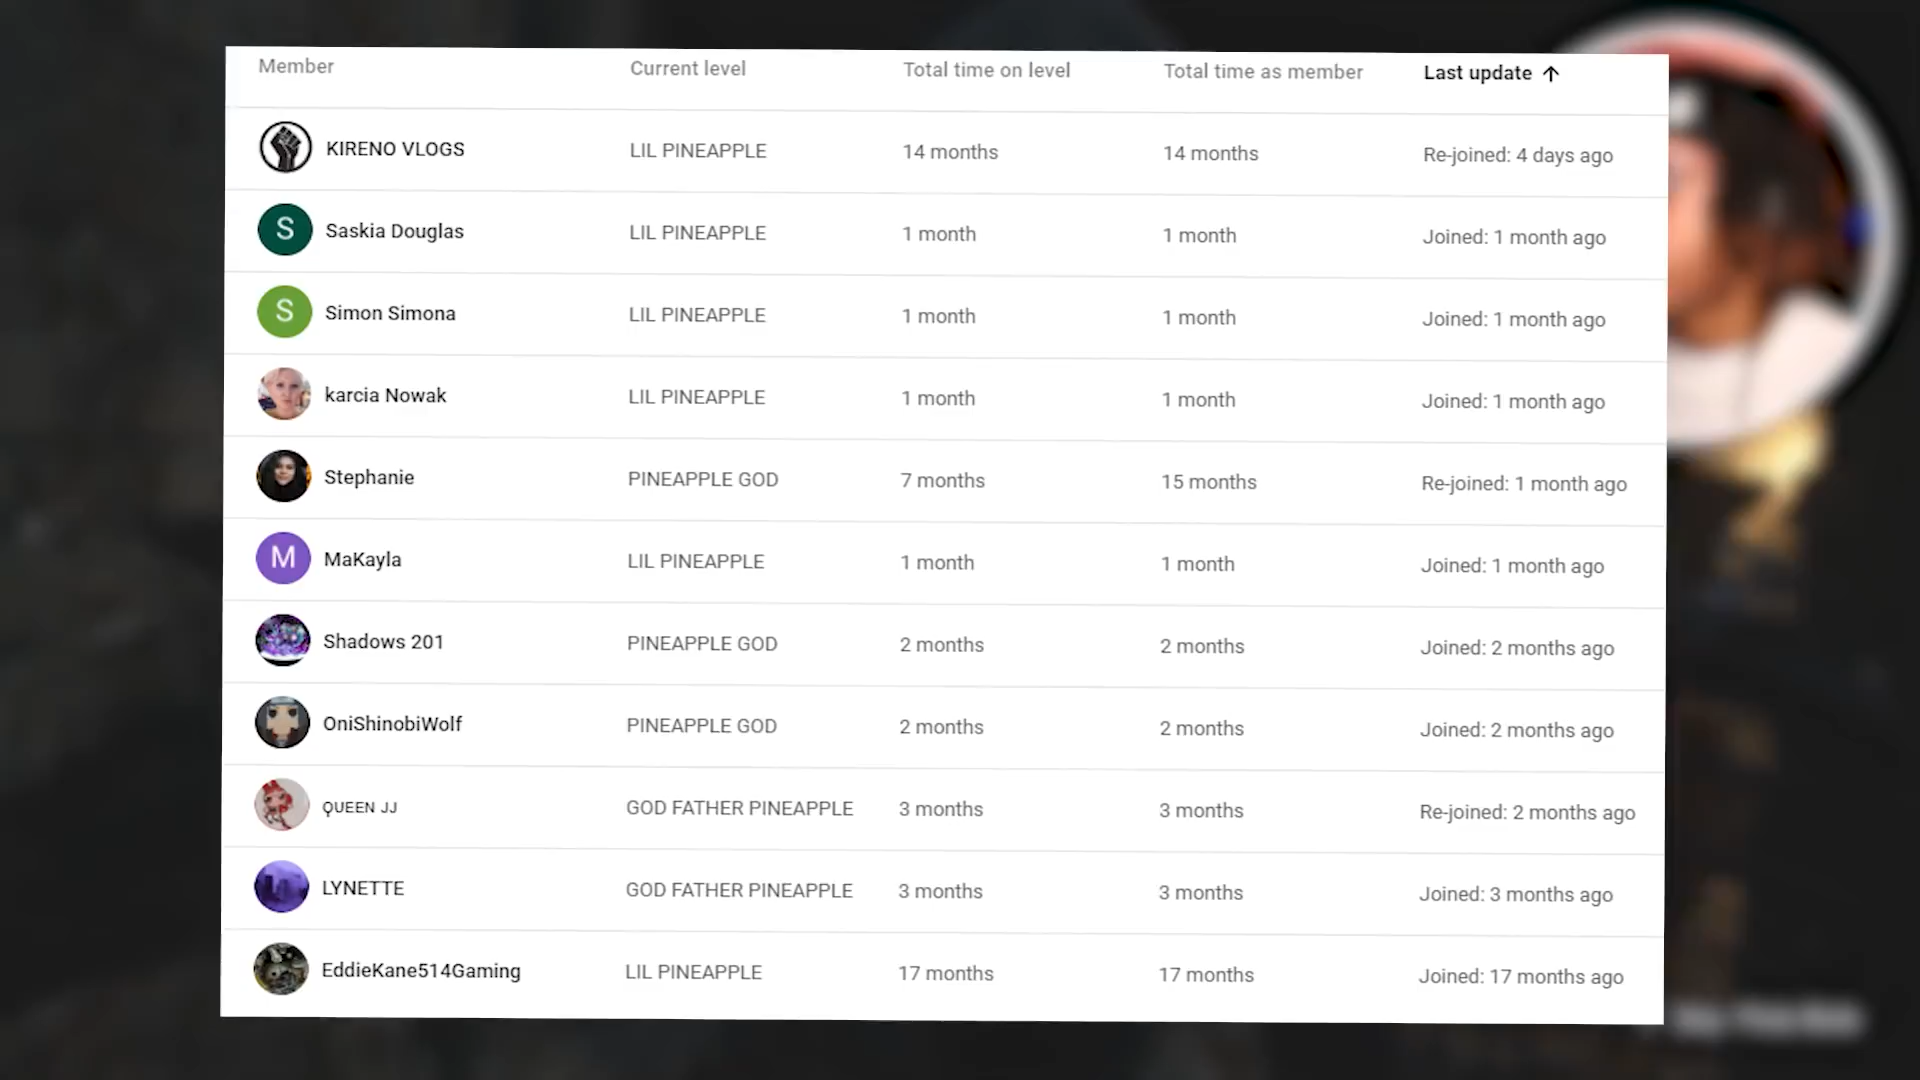 Member Current level Total time on level Total time as member Last update ↑
KIRENO VLOGS LIL PINEAPPLE 14 months 14 months Re-joined: 4 days ago
S Saskia Douglas LIL PINEAPPLE 1 month 1 month Joined: 1 month ago
S Simon Simona LIL PINEAPPLE 1 month 1 month Joined: 1 month ago
karcia Nowak LIL PINEAPPLE 1 month 1 month Joined: 1 month ago
Stephanie PINEAPPLE GOD 7 months 15 months Re-joined: 1 month ago
M MaKayla LIL PINEAPPLE 1 month 1 month Joined: 1 month ago
Shadows 201 PINEAPPLE GOD 2 months 2 months Joined: 2 months ago
OniShinobiWolf PINEAPPLE GOD 2 months 2 months Joined: 2 months ago
QUEEN JJ GOD FATHER PINEAPPLE 3 months 3 months Re-joined: 2 months ago
LYNETTE GOD FATHER PINEAPPLE 3 months 3 months Joined: 3 months ago
EddieKane514Gaming LIL PINEAPPLE 17 months 17 months Joined: 17 months ago